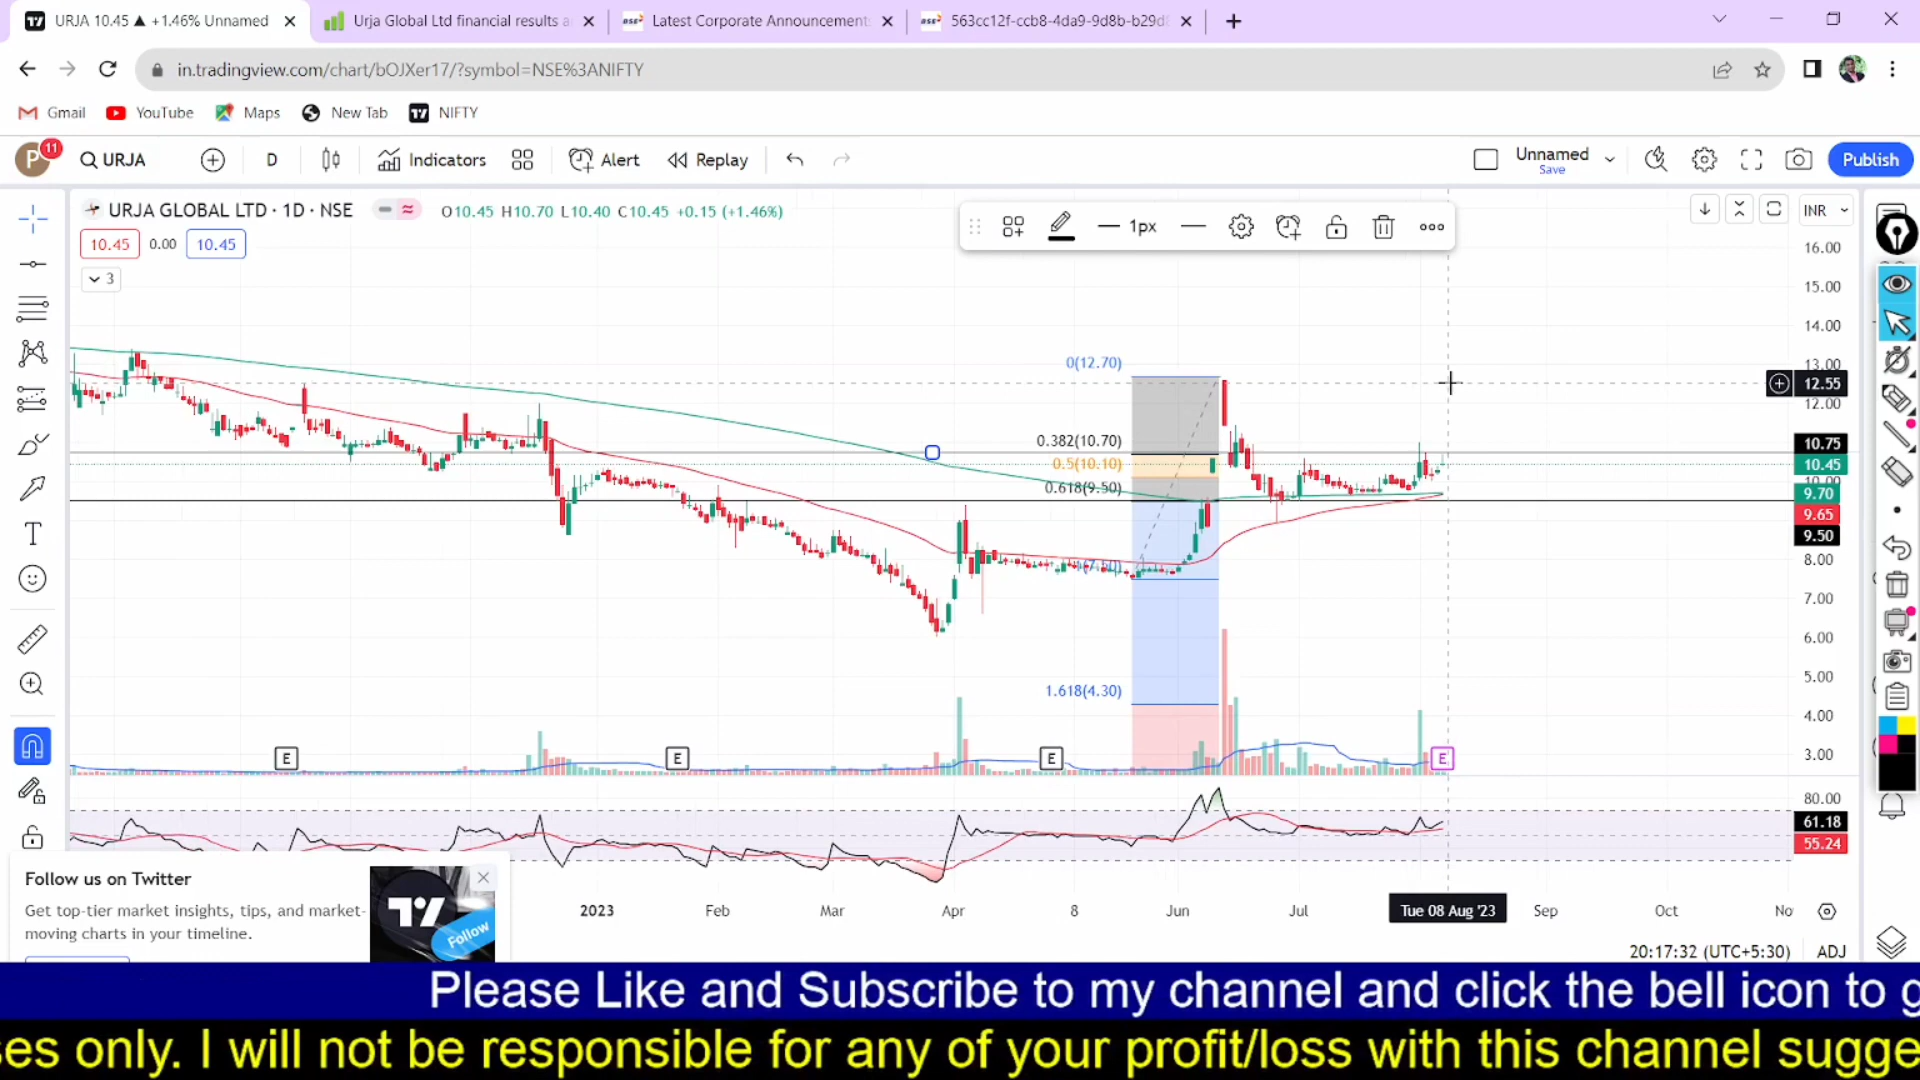 URJA 10.45 ▲ +1.46% Unnamed
Urja Global Ltd financial results a
BSE Latest Corporate Announcement
BSE 563cc12f-ccb8-4da9-9d8b-b29d8
in.tradingview.com/chart/bOJXer17/?symbol=NSE%3ANIFTY
Gmail YouTube Maps New Tab NIFTY
P 11 URJA D Indicators Alert Replay Unnamed Save Publish
URJA GLOBAL LTD · 1D · NSE O10.45 H10.70 L10.40 C10.45 +0.15 (+1.46%)
INR
10.45 0.00 10.45
1px
3
16.00
15.00
14.00
13.00
12.55
12.00
10.75
10.45
10.00
9.70
9.65
9.50
8.00
7.00
6.00
5.00
4.00
3.00
80.00
61.18
55.24
0(12.70)
0.382(10.70)
0.5(10.10)
0.618(9.50)
1.618(4.30)
E E E E
2023 Feb Mar Apr 8 Jun Jul Tue 08 Aug '23 Sep Oct No
20:17:32 (UTC+5:30) ADJ
Follow us on Twitter
Get top-tier market insights, tips, and market-
moving charts in your timeline.
Follow
Please Like and Subscribe to my channel and click the bell icon to g
ses only. I will not be responsible for any of your profit/loss with this channel sugge